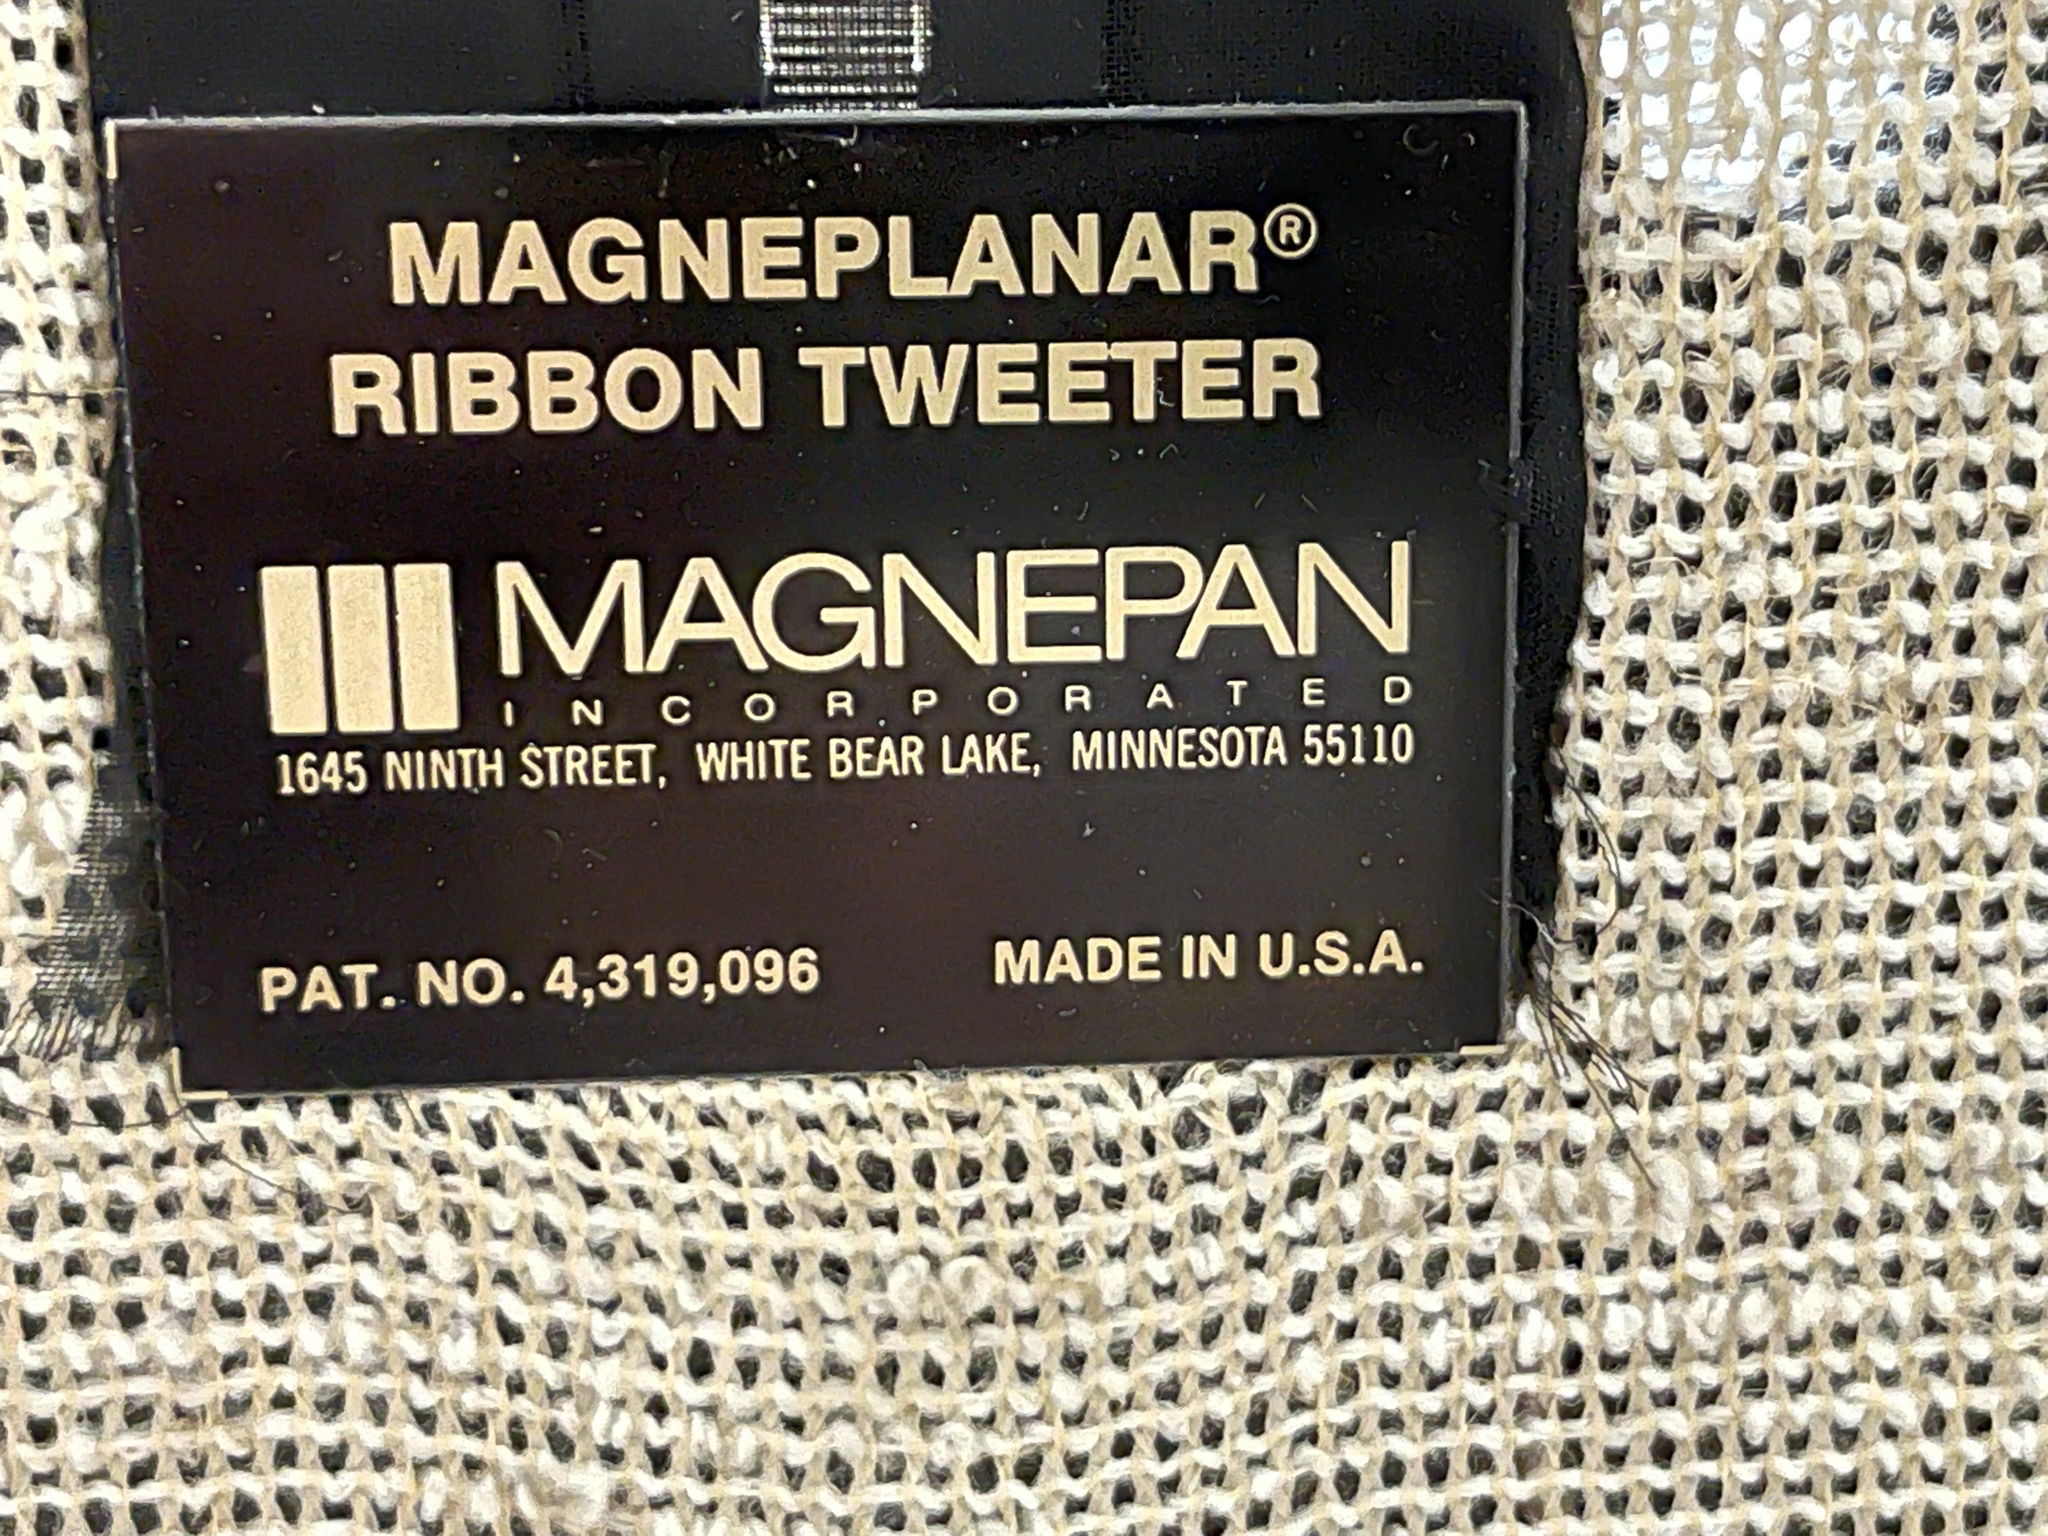 MAGNEPLANAR®
RIBBON TWEETER
MAGNEPAN
INCORPORATED
1645 NINTH STREET, WHITE BEAR LAKE, MINNESOTA 55110
PAT. NO. 4,319,096 MADE IN U.S.A.